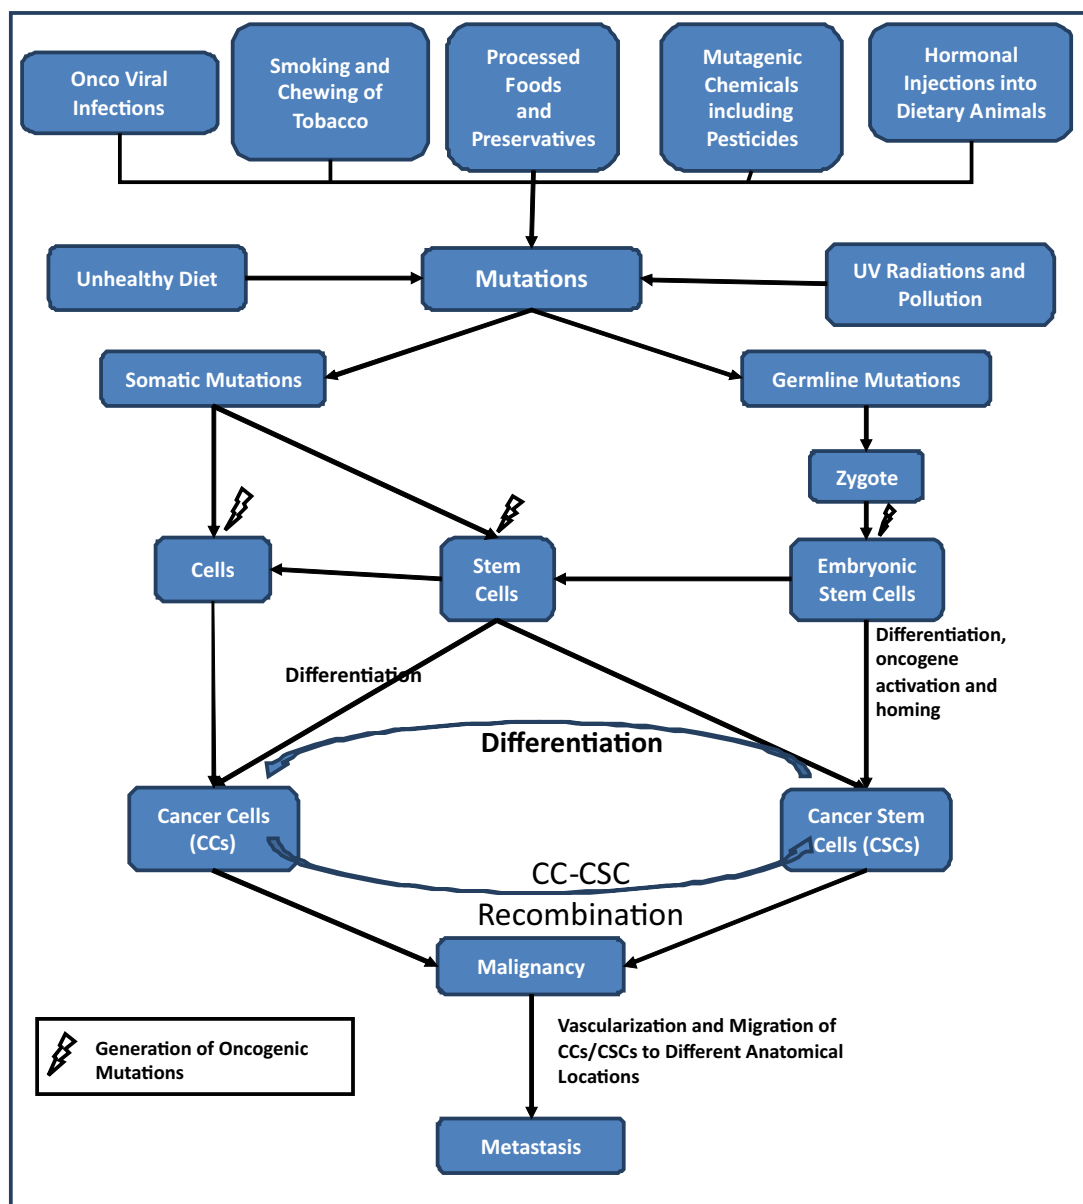 Onco Viral
Infections
Smoking and
Chewing of
Tobacco
Processed
Foods
and
Preservatives
Mutagenic
Chemicals
including
Pesticides
Hormonal
Injections into
Dietary Animals
Unhealthy Diet
Mutations
UV Radiations and
Pollution
Somatic Mutations
Germline Mutations
Zygote
Cells
Stem
Cells
Embryonic
Stem Cells
Differentiation
Differentiation,
oncogene
activation and
homing
Differentiation
Cancer Cells
(CCs)
Cancer Stem
Cells (CSCs)
CC-CSC
Recombination
Malignancy
Generation of Oncogenic
Mutations
Vascularization and Migration of
CCs/CSCs to Different Anatomical
Locations
Metastasis